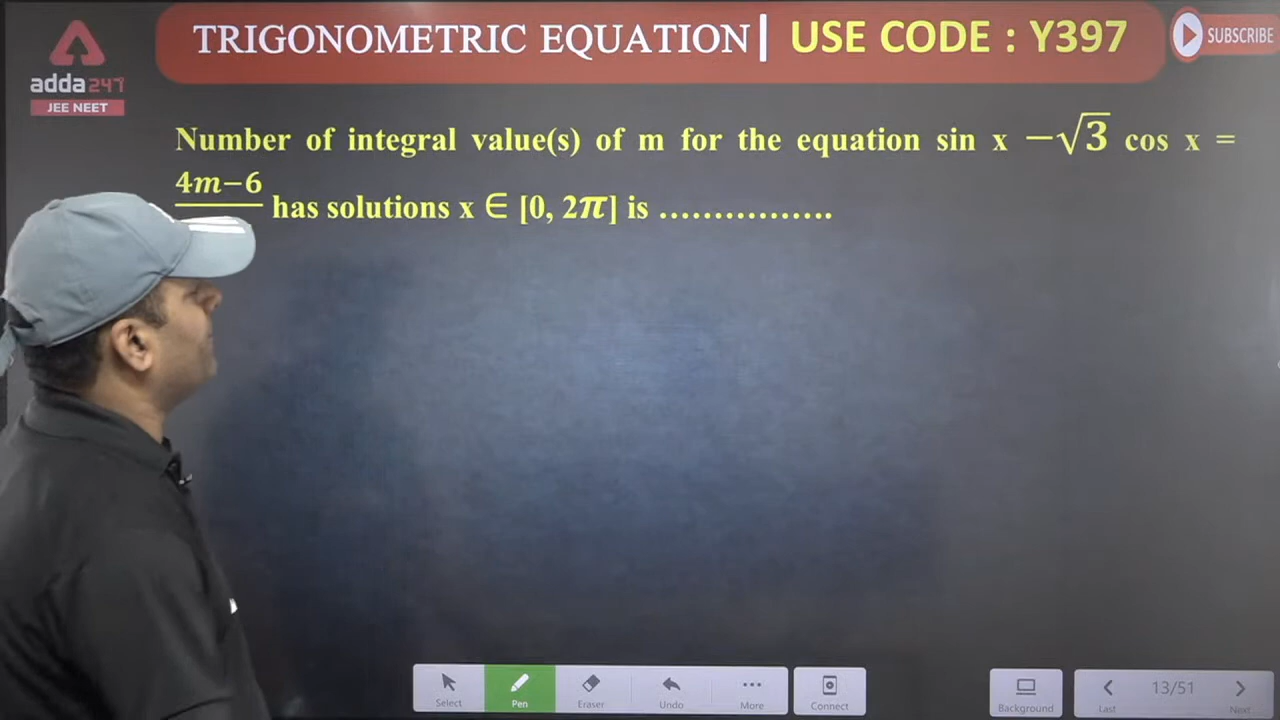 TRIGONOMETRIC EQUATION| USE CODE : Y397
SUBSCRIBE
adda247
JEE NEET
Number of integral value(s) of m for the equation sin x −√3 cos x =
4m−6
has solutions x ∈ [0, 2π] is ................
Select
Pen
Eraser
Undo
More
Connect
Background
Last
13/51
Next